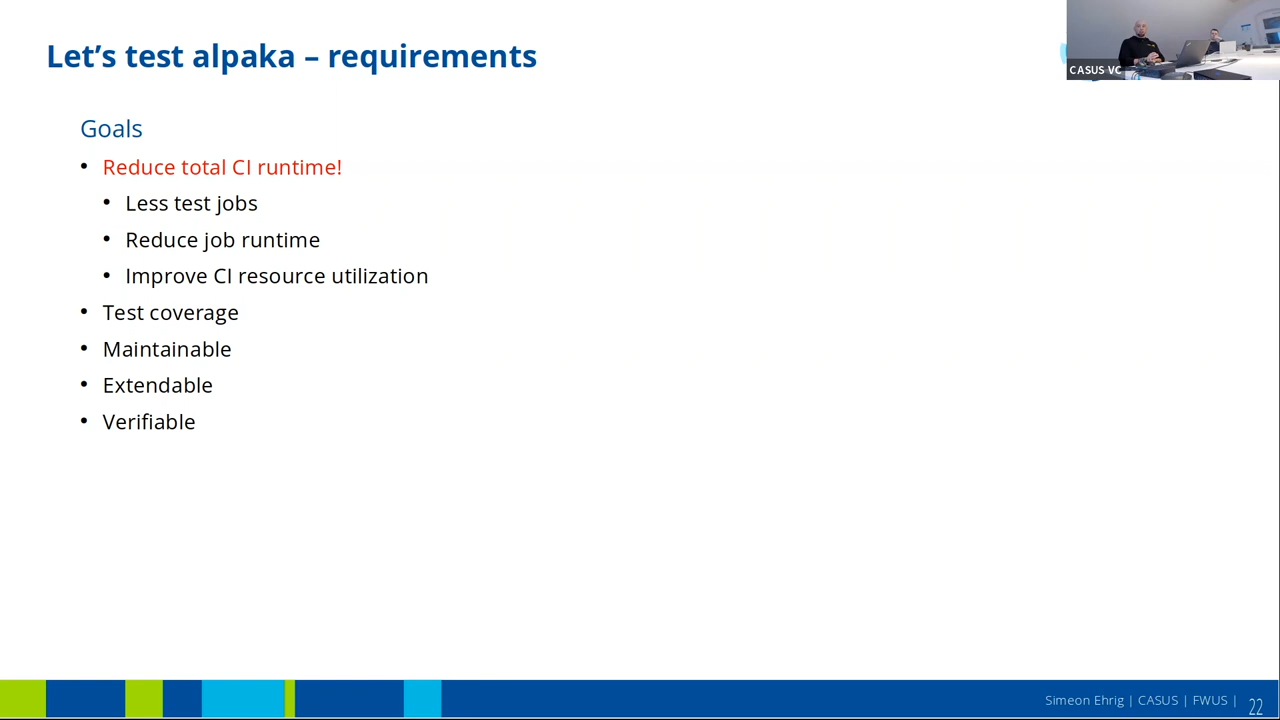 Let's test alpaka – requirements
CASUS VC
Goals
• Reduce total CI runtime!
• Less test jobs
• Reduce job runtime
• Improve CI resource utilization
• Test coverage
• Maintainable
• Extendable
• Verifiable
Simeon Ehrig | CASUS | FWUS | 22